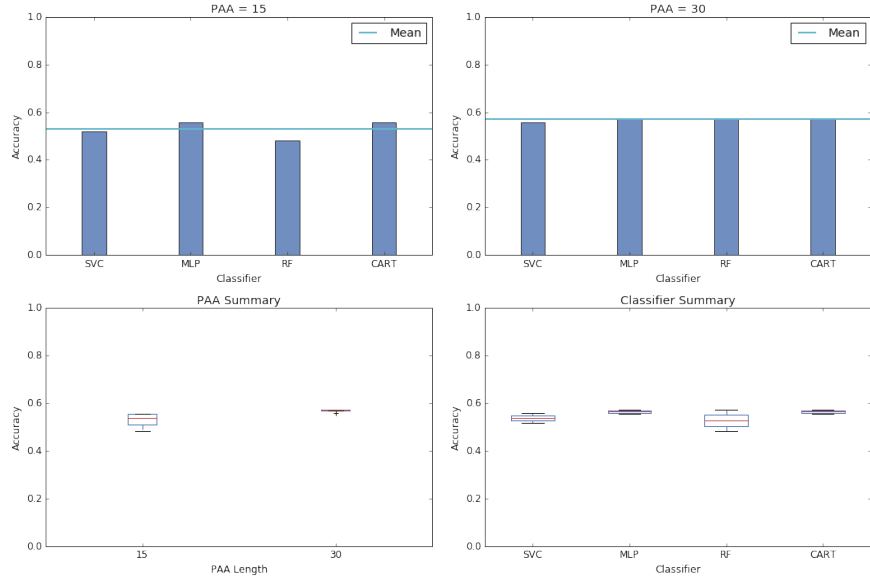 PAA = 15
1.0
0.8
0.6
0.4
0.2
0.0
Accuracy
Mean
SVC MLP RF CART
Classifier
PAA = 30
1.0
0.8
0.6
0.4
0.2
0.0
Accuracy
Mean
SVC MLP RF CART
Classifier
PAA Summary
1.0
0.8
0.6
0.4
0.2
0.0
Accuracy
15 30
PAA Length
Classifier Summary
1.0
0.8
0.6
0.4
0.2
0.0
Accuracy
SVC MLP RF CART
Classifier